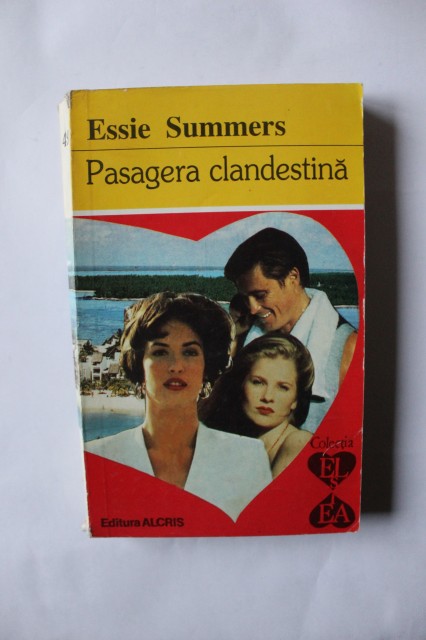 Essie Summers
Pasagera clandestină
Colecția
EL
ȘI
EA
Editura ALCRIS